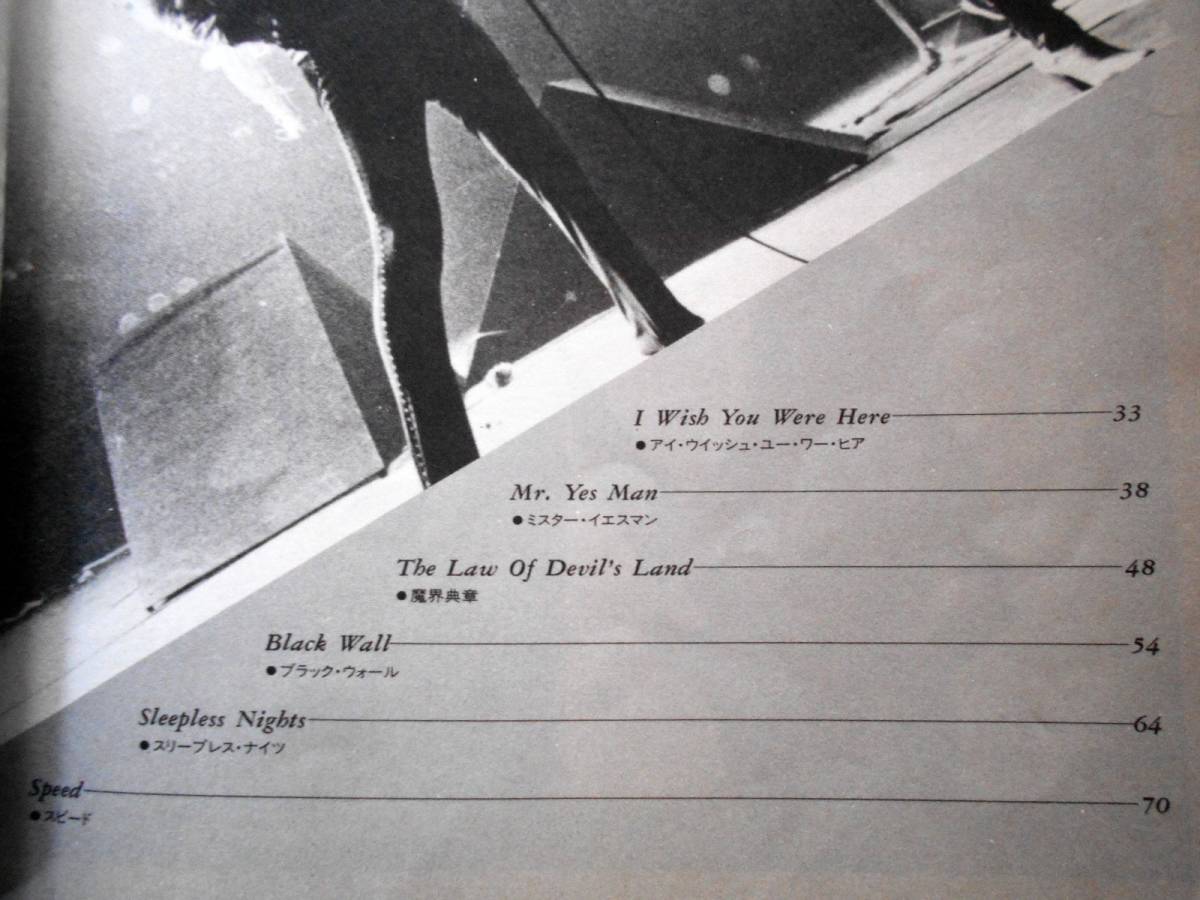 I Wish You Were Here 33
●アイ・ウイッシュ・ユー・ワー・ヒア
Mr. Yes Man 38
●ミスター・イエスマン
The Law Of Devil's Land 48
●魔界典章
Black Wall 54
●ブラック・ウォール
Sleepless Nights 64
●スリープレス・ナイツ
Speed 70
●スピード